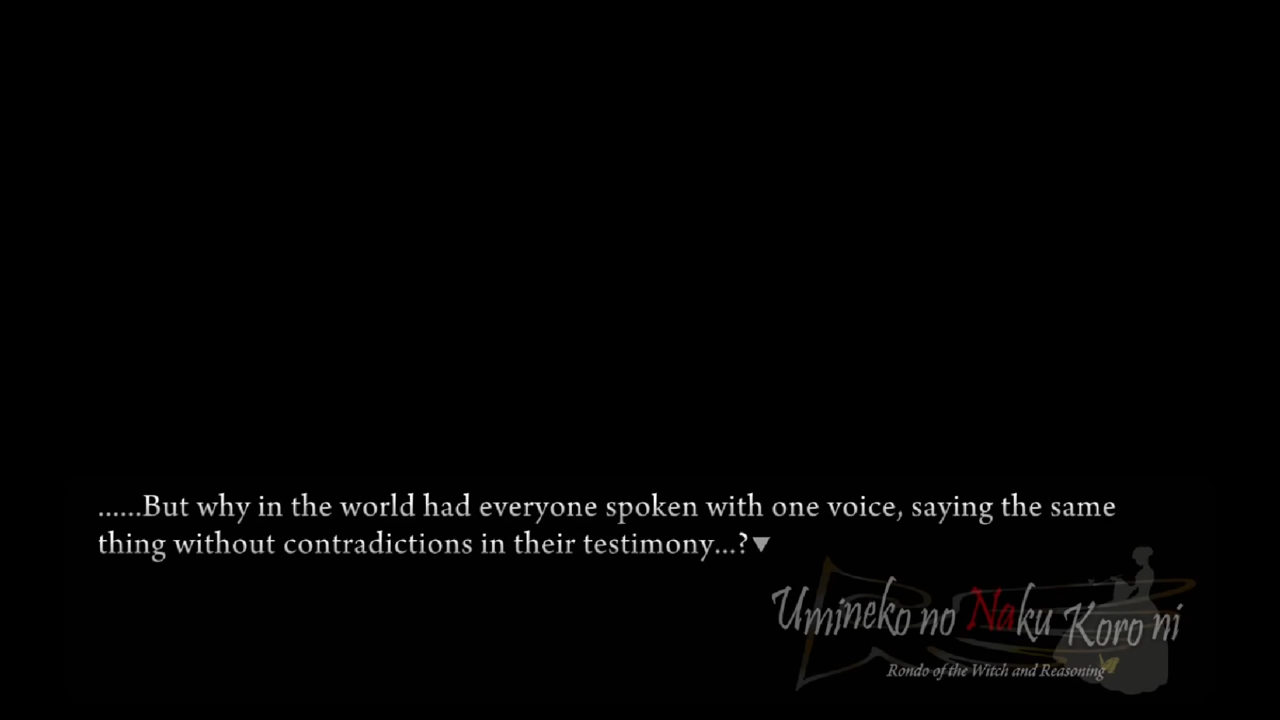 ......But why in the world had everyone spoken with one voice, saying the same
thing without contradictions in their testimony...?
Umineko no Naku Koro ni
Rondo of the Witch and Reasoning